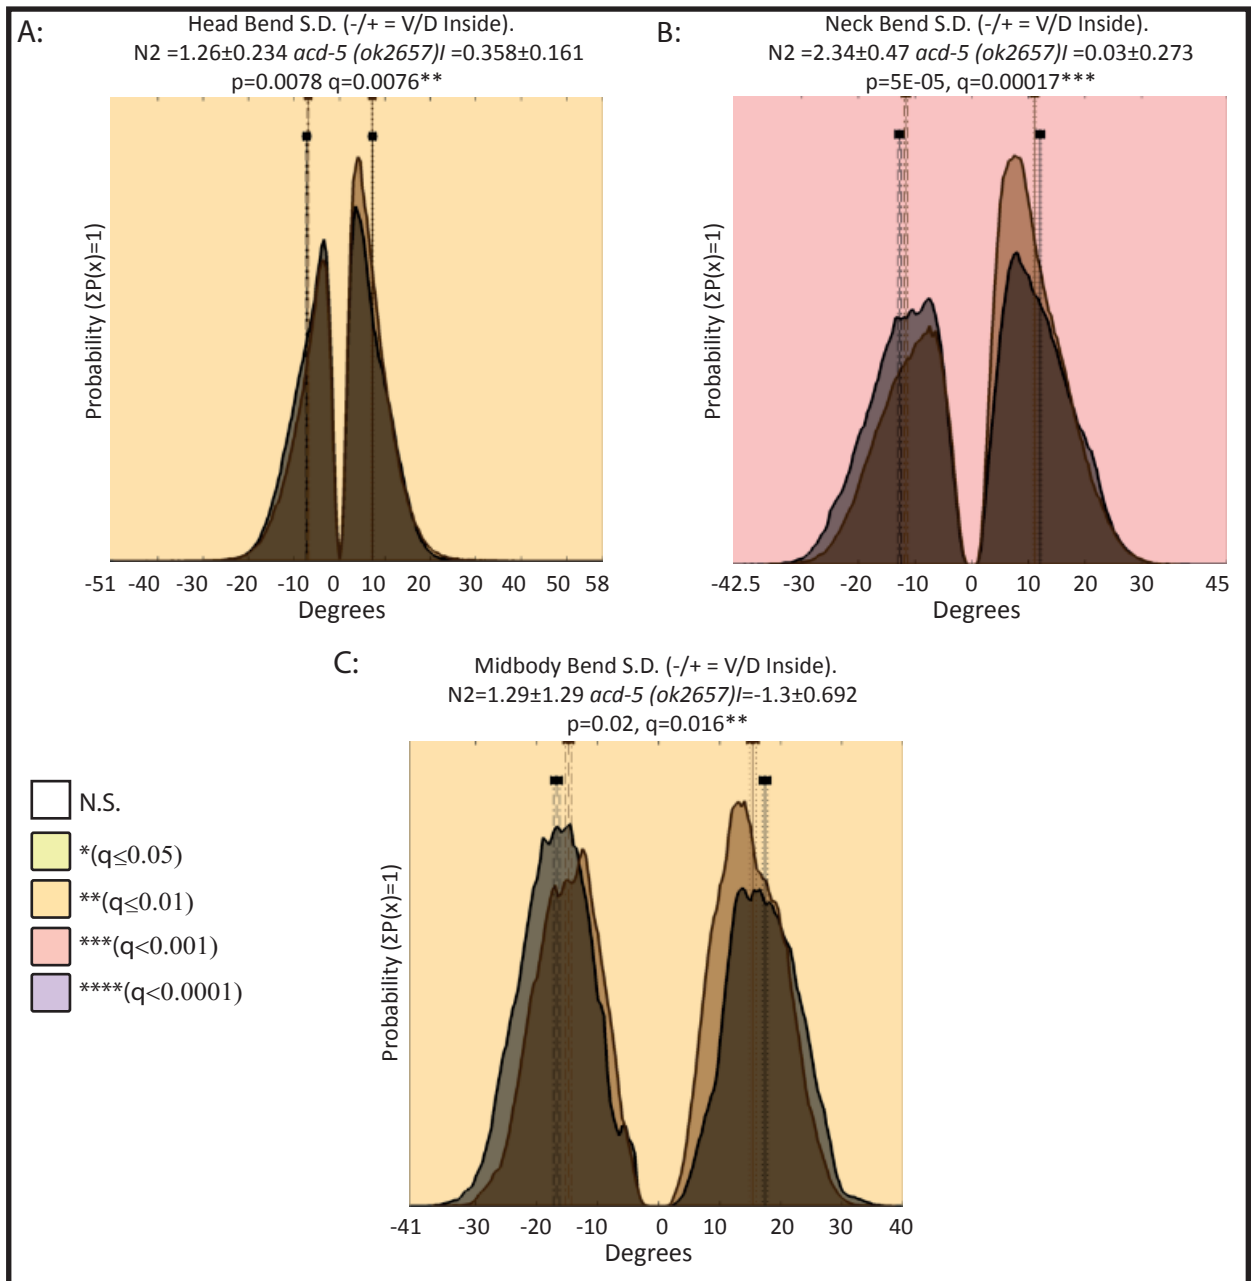 A:
Head Bend S.D. (-/+ = V/D Inside).
N2 =1.26±0.234 acd-5 (ok2657)I =0.358±0.161
p=0.0078 q=0.0076**
Probability (ΣP(x)=1)
-51 -40 -30 -20 -10 0 10 20 30 40 50 58
Degrees
B:
Neck Bend S.D. (-/+ = V/D Inside).
N2 =2.34±0.47 acd-5 (ok2657)I =0.03±0.273
p=5E-05, q=0.00017***
Probability (ΣP(x)=1)
-42.5 -30 -20 -10 0 10 20 30 45
Degrees
C:
Midbody Bend S.D. (-/+ = V/D Inside).
N2=1.29±1.29 acd-5 (ok2657)I=-1.3±0.692
p=0.02, q=0.016**
Probability (ΣP(x)=1)
-41 -30 -20 -10 0 10 20 30 40
Degrees
N.S.
*(q≤0.05)
**(q≤0.01)
***(q<0.001)
****(q<0.0001)